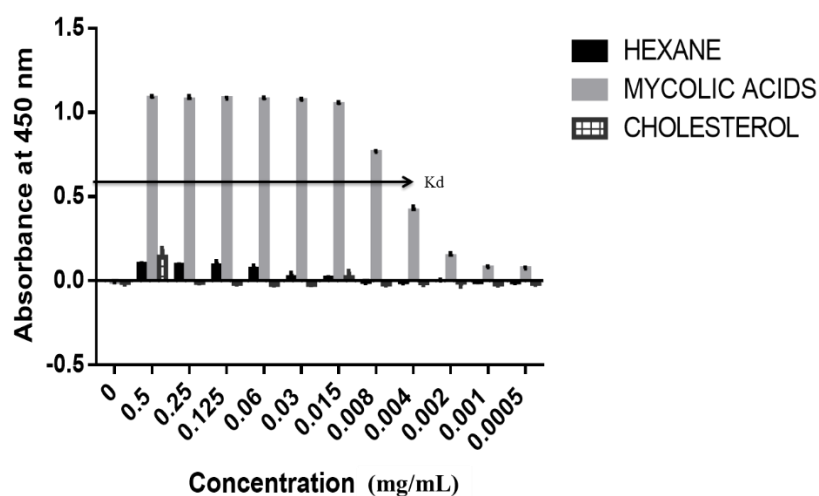 1.5
1.0
0.5
0.0
-0.5
Absorbance at 450 nm
Kd
HEXANE
MYCOLIC ACIDS
CHOLESTEROL
0
0.5
0.25
0.125
0.06
0.03
0.015
0.008
0.004
0.002
0.001
0.0005
Concentration (mg/mL)